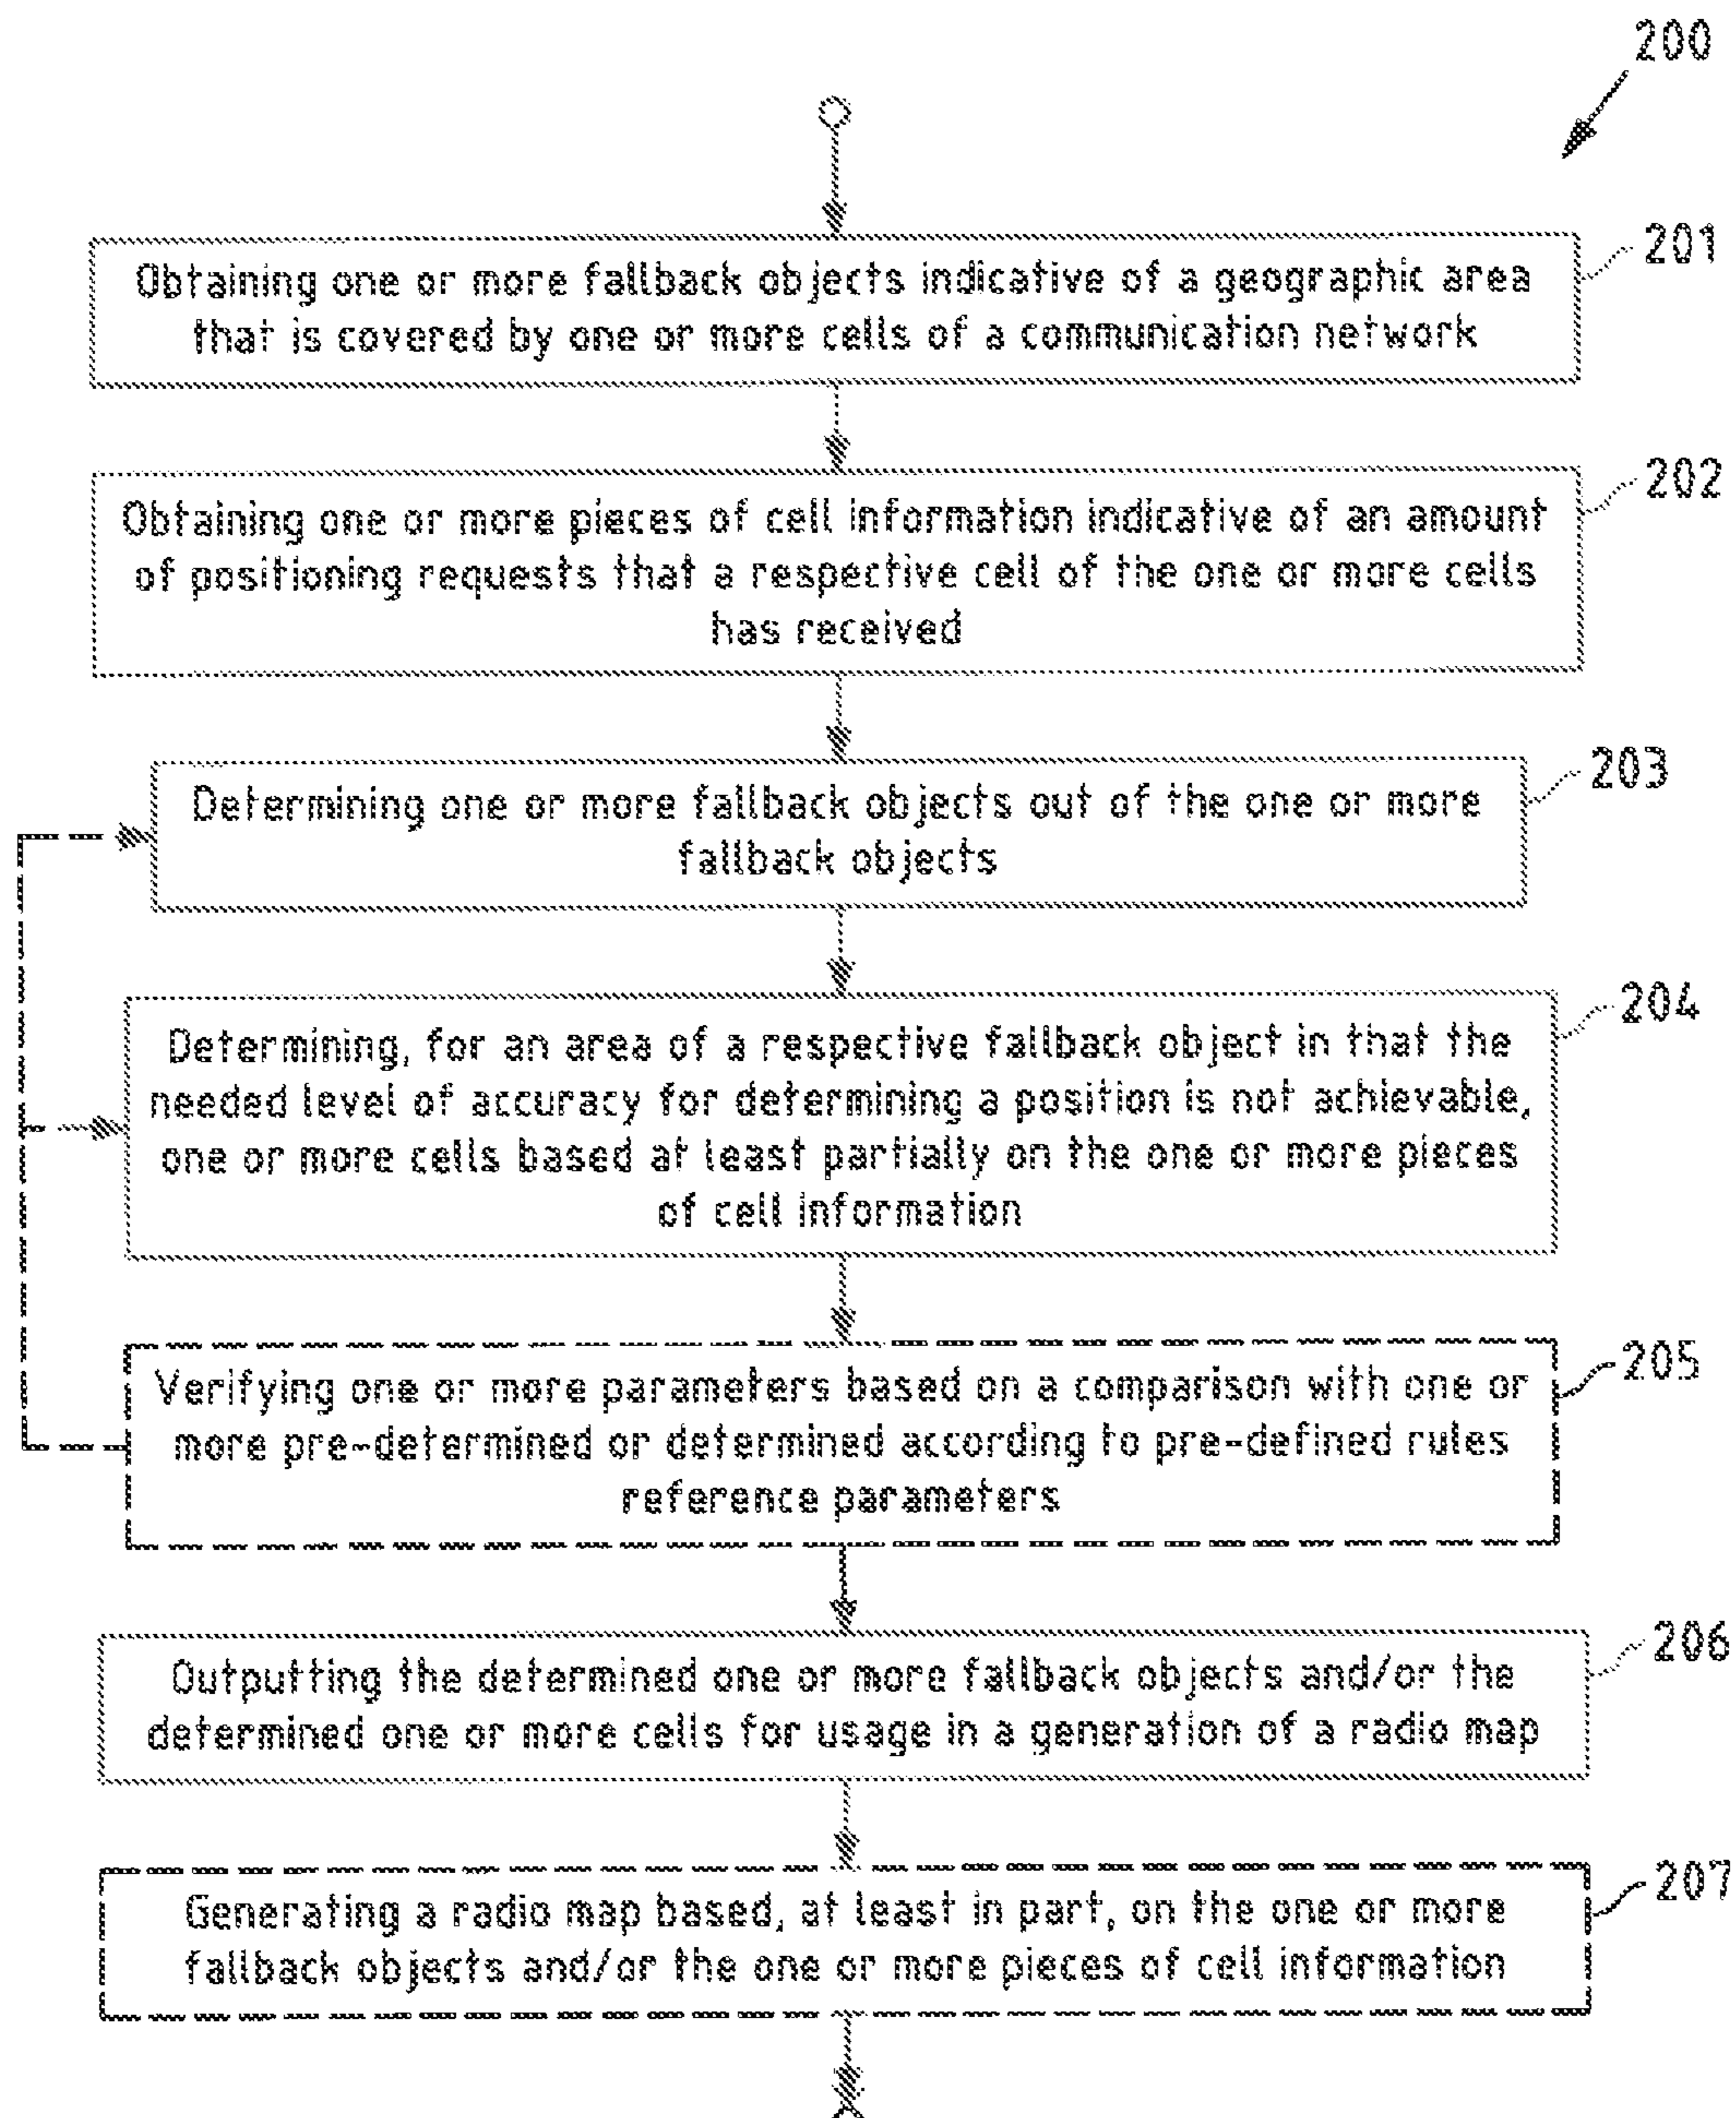 200
201
Obtaining one or more fallback objects indicative of a geographic area
that is covered by one or more cells of a communication network
202
Obtaining one or more pieces of cell information indicative of an amount
of positioning requests that a respective cell of the one or more cells
has received
203
Determining one or more fallback objects out of the one or more
fallback objects
204
Determining, for an area of a respective fallback object in that the
needed level of accuracy for determining a position is not achievable,
one or more cells based at least partially on the one or more pieces
of cell information
205
Verifying one or more parameters based on a comparison with one or
more pre-determined or determined according to pre-defined rules
reference parameters
206
Outputting the determined one or more fallback objects and/or the
determined one or more cells for usage in a generation of a radio map
207
Generating a radio map based, at least in part, on the one or more
fallback objects and/or the one or more pieces of cell information